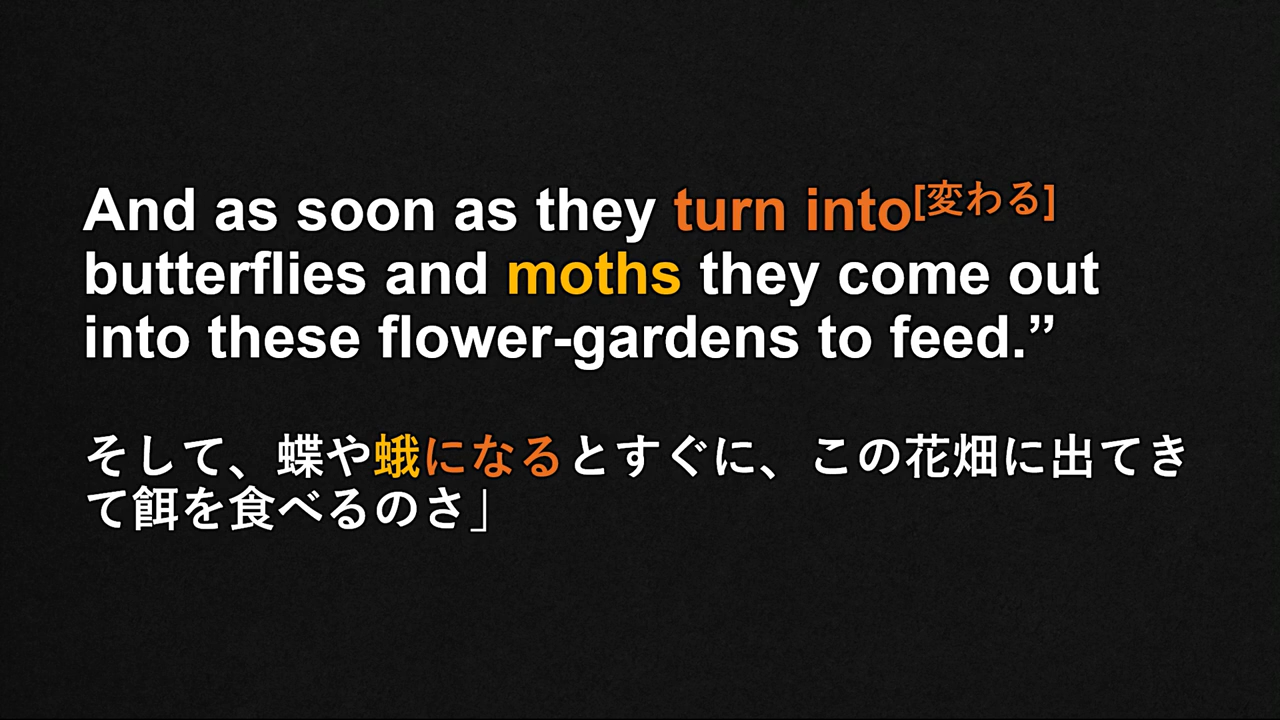 And as soon as they turn into[変わる]
butterflies and moths they come out
into these flower-gardens to feed.”
そして、蝶や蛾になるとすぐに、この花畑に出てき
て餌を食べるのさ」